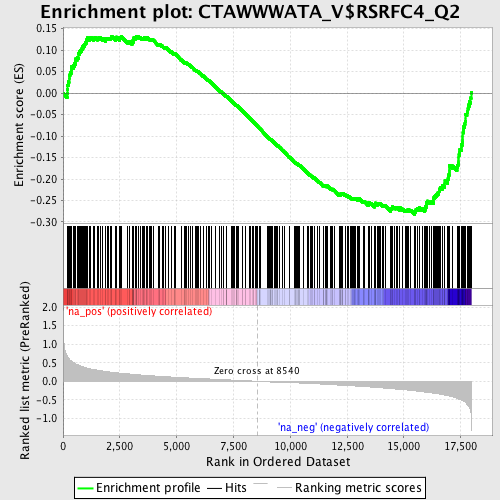 Enrichment plot: CTAWWWATA_V$RSRFC4_Q2
Enrichment score (ES)
0.15
0.10
0.05
0.00
-0.05
-0.10
-0.15
-0.20
-0.25
-0.30
Ranked list metric (PreRanked)
2.0
1.5
1.0
0.5
0.0
-0.5
-1.0
'na_pos' (positively correlated)
Zero cross at 8540
'na_neg' (negatively correlated)
0
2,500
5,000
7,500
10,000
12,500
15,000
17,500
Rank in Ordered Dataset
Enrichment profile
Hits
Ranking metric scores